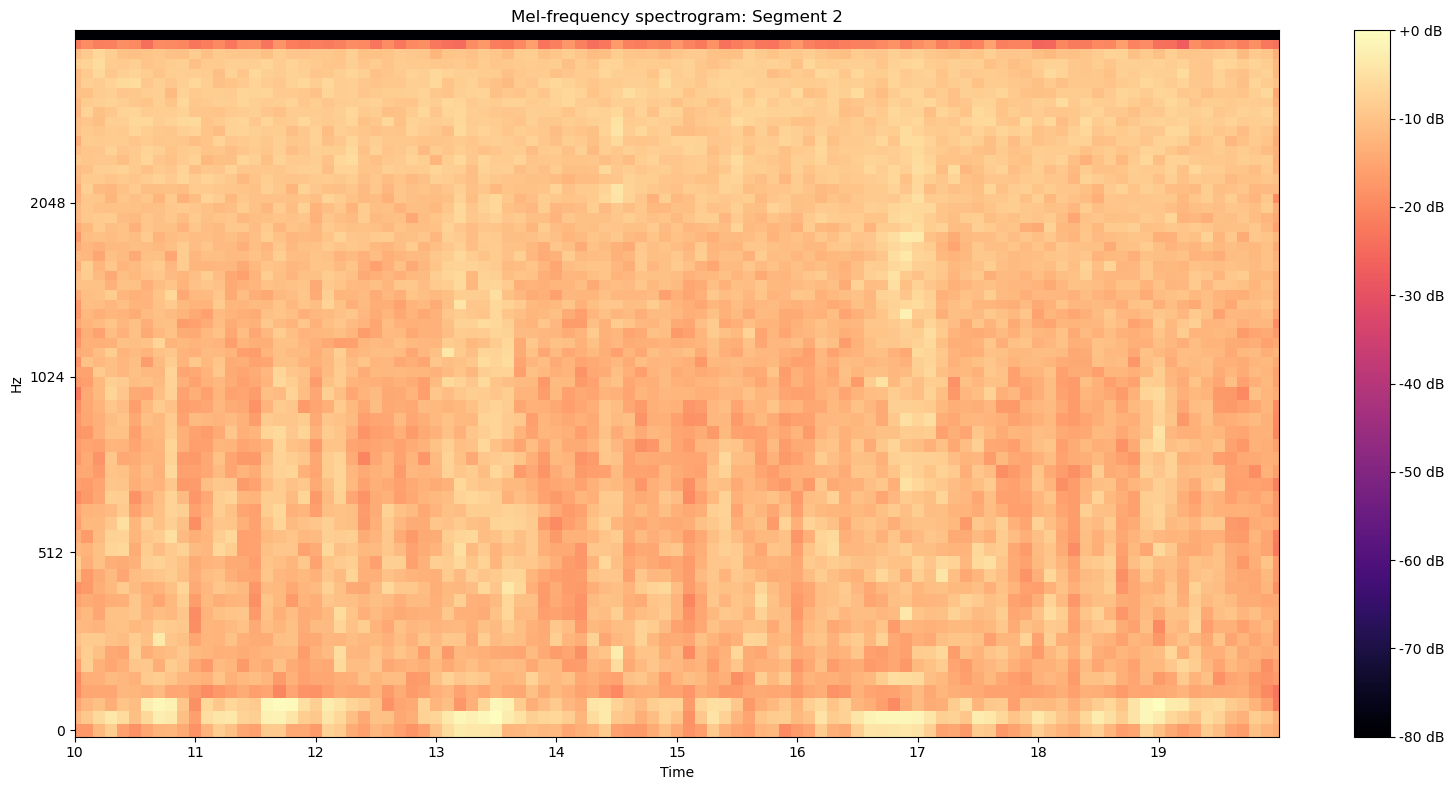 Mel-frequency spectrogram: Segment 2
+0 dB
-10 dB
-20 dB
-30 dB
-40 dB
-50 dB
-60 dB
-70 dB
-80 dB
Hz
2048
1024
512
0
10 11 12 13 14 15 16 17 18 19
Time